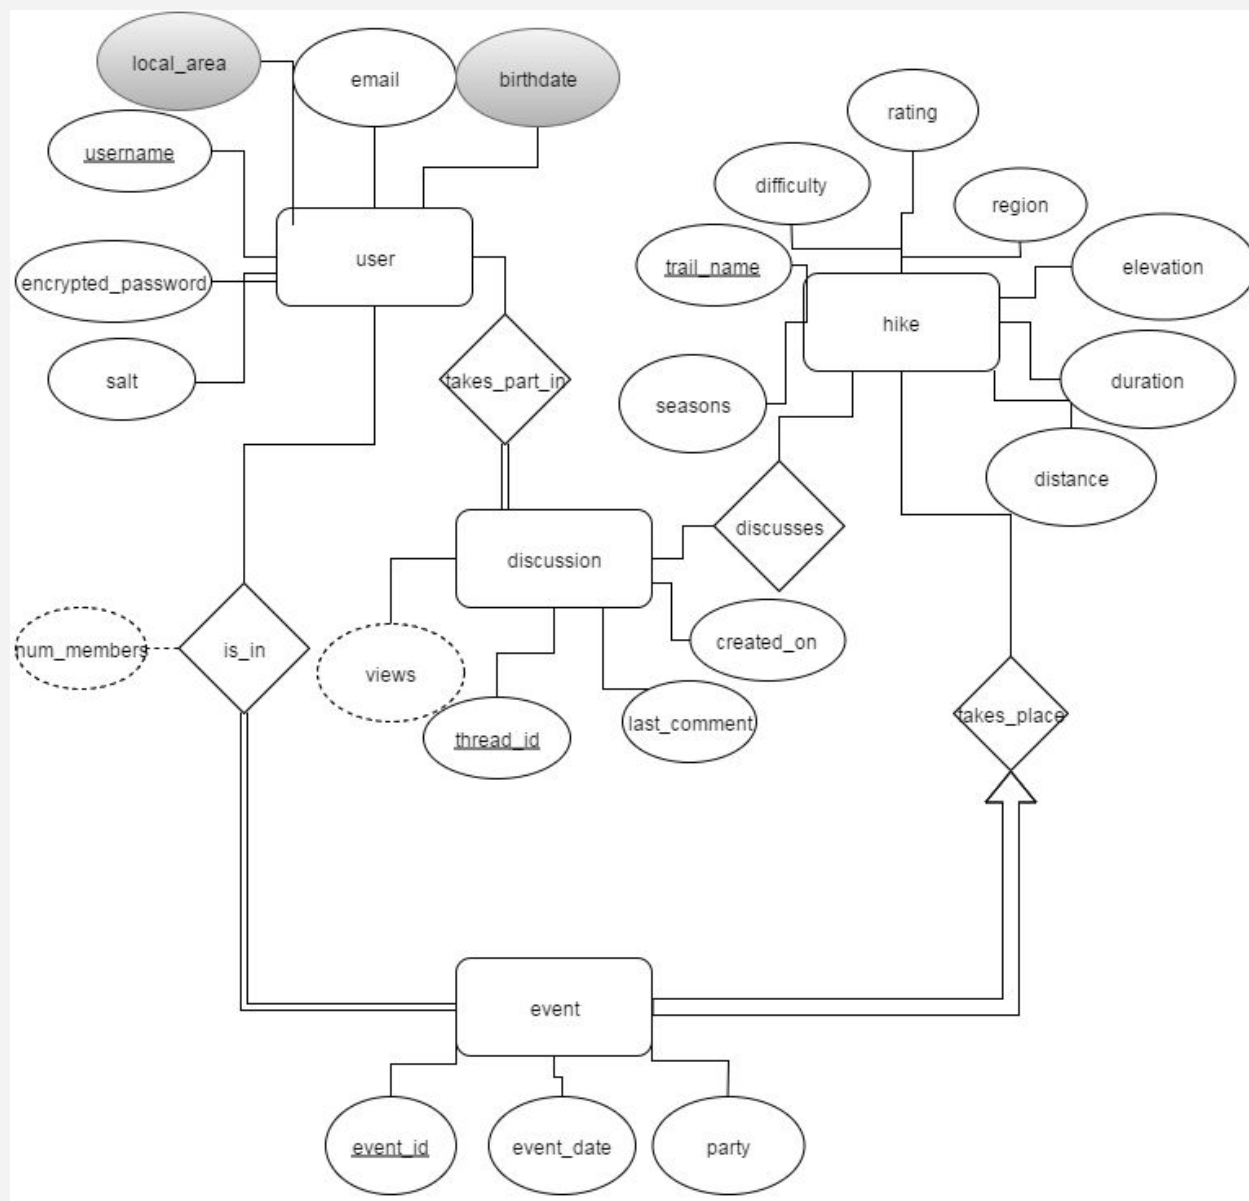 local_area
email
birthdate
username
user
encrypted_password
salt
takes_part_in
rating
difficulty
region
trail_name
elevation
hike
duration
seasons
distance
discusses
discussion
created_on
views
last_comment
thread_id
num_members
is_in
takes_place
event
event_id
event_date
party